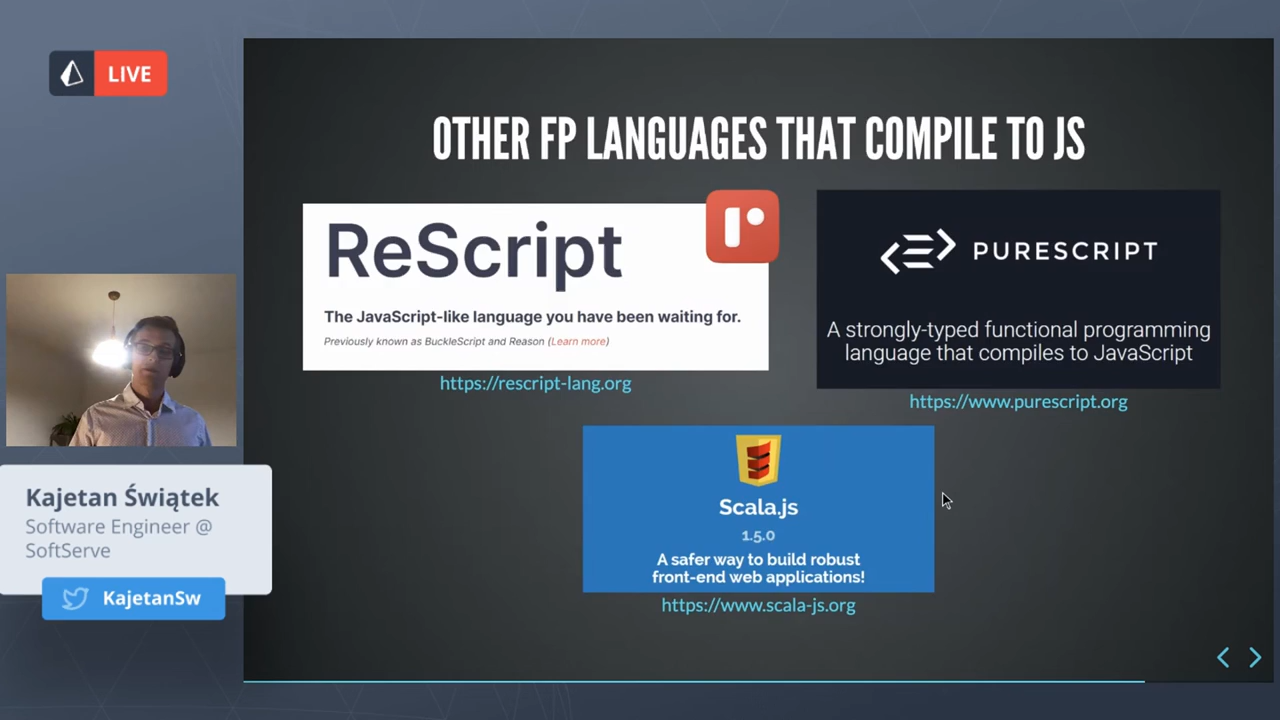 LIVE
OTHER FP LANGUAGES THAT COMPILE TO JS
ReScript
The JavaScript-like language you have been waiting for.
Previously known as BuckleScript and Reason (Learn more)
https://rescript-lang.org
PURESCRIPT
A strongly-typed functional programming
language that compiles to JavaScript
https://www.purescript.org
Scala.js
1.5.0
A safer way to build robust
front-end web applications!
https://www.scala-js.org
Kajetan Świątek
Software Engineer @
SoftServe
KajetanSw